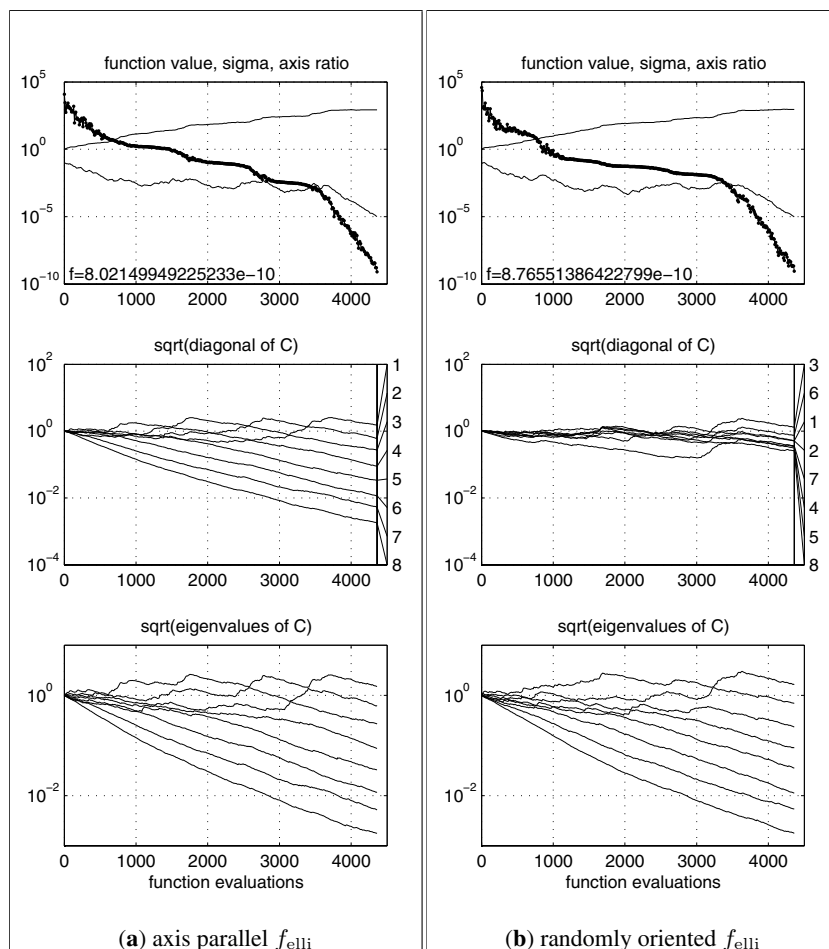 function value, sigma, axis ratio
10^5
10^0
10^−5
10^−10
f=8.02149949225233e−10
0 1000 2000 3000 4000
sqrt(diagonal of C)
10^2
10^0
10^−2
10^−4
1
2
3
4
5
6
7
8
0 1000 2000 3000 4000
sqrt(eigenvalues of C)
10^0
10^−2
0 1000 2000 3000 4000
function evaluations
(a) axis parallel f_elli
function value, sigma, axis ratio
10^5
10^0
10^−5
10^−10
f=8.76551386422799e−10
0 1000 2000 3000 4000
sqrt(diagonal of C)
10^2
10^0
10^−2
10^−4
3
6
1
2
7
4
5
8
0 1000 2000 3000 4000
sqrt(eigenvalues of C)
10^0
10^−2
0 1000 2000 3000 4000
function evaluations
(b) randomly oriented f_elli